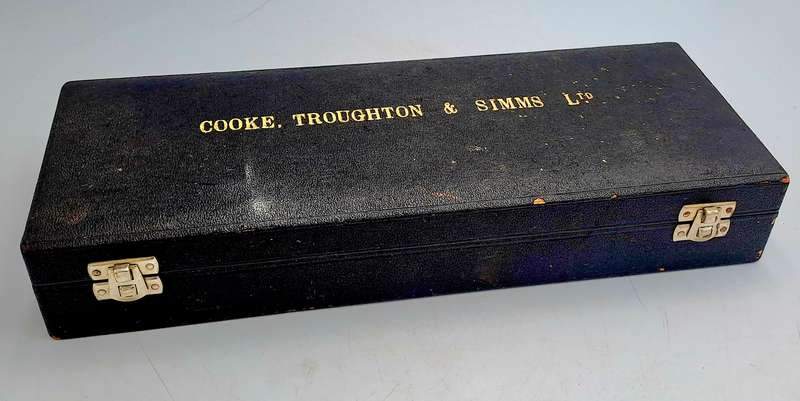 COOKE. TROUGHTON & SIMMS LTD